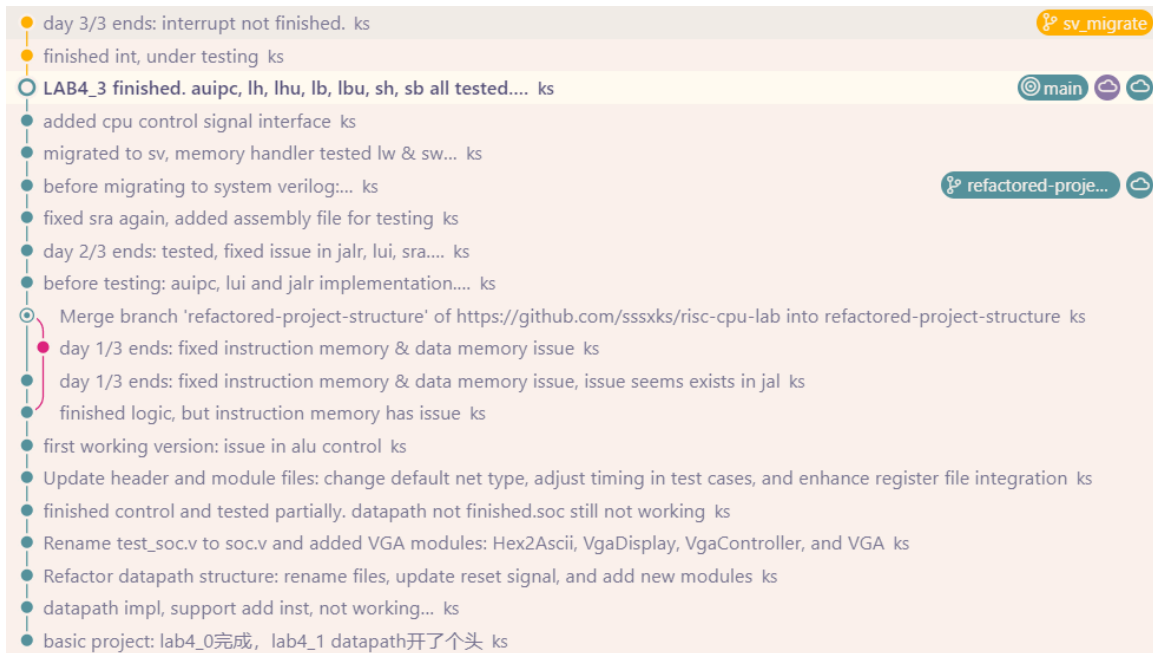 day 3/3 ends: interrupt not finished. ks sv_migrate
finished int, under testing ks
LAB4_3 finished. auipc, lh, lhu, lb, lbu, sh, sb all tested.... ks main
added cpu control signal interface ks
migrated to sv, memory handler tested lw & sw... ks
before migrating to system verilog:... ks refactored-proje...
fixed sra again, added assembly file for testing ks
day 2/3 ends: tested, fixed issue in jalr, lui, sra.... ks
before testing: auipc, lui and jalr implementation.... ks
Merge branch 'refactored-project-structure' of https://github.com/sssxks/risc-cpu-lab into refactored-project-structure ks
day 1/3 ends: fixed instruction memory & data memory issue ks
day 1/3 ends: fixed instruction memory & data memory issue, issue seems exists in jal ks
finished logic, but instruction memory has issue ks
first working version: issue in alu control ks
Update header and module files: change default net type, adjust timing in test cases, and enhance register file integration ks
finished control and tested partially. datapath not finished.soc still not working ks
Rename test_soc.v to soc.v and added VGA modules: Hex2Ascii, VgaDisplay, VgaController, and VGA ks
Refactor datapath structure: rename files, update reset signal, and add new modules ks
datapath impl, support add inst, not working... ks
basic project: lab4_0完成，lab4_1 datapath开了个头 ks